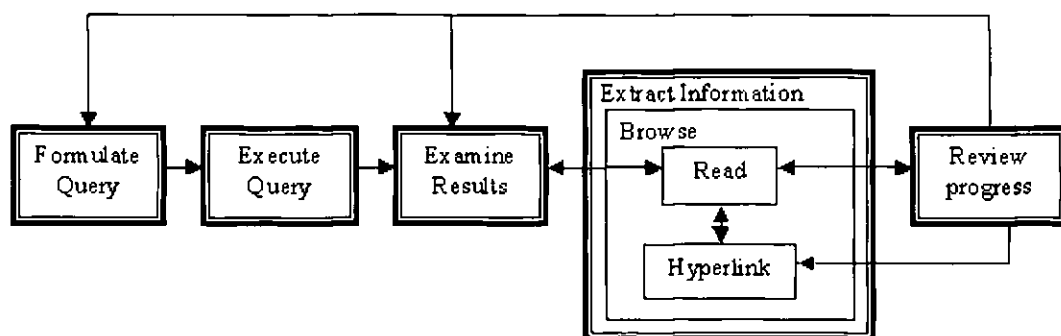 Extract Information
Browse
Formulate
Query
Execute
Query
Examine
Results
Read
Review
progress
Hyperlink